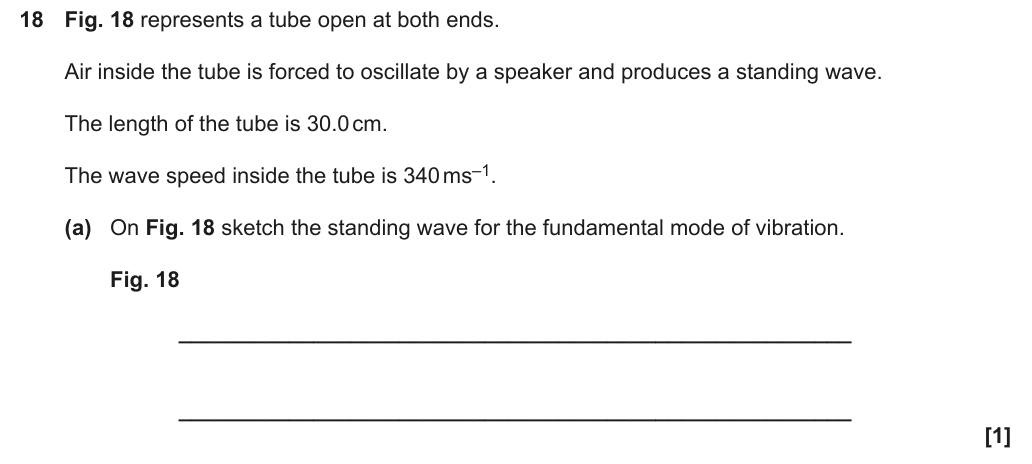 18 Fig. 18 represents a tube open at both ends.
Air inside the tube is forced to oscillate by a speaker and produces a standing wave.
The length of the tube is 30.0 cm.
The wave speed inside the tube is 340 ms⁻¹.
(a) On Fig. 18 sketch the standing wave for the fundamental mode of vibration.
Fig. 18
[1]